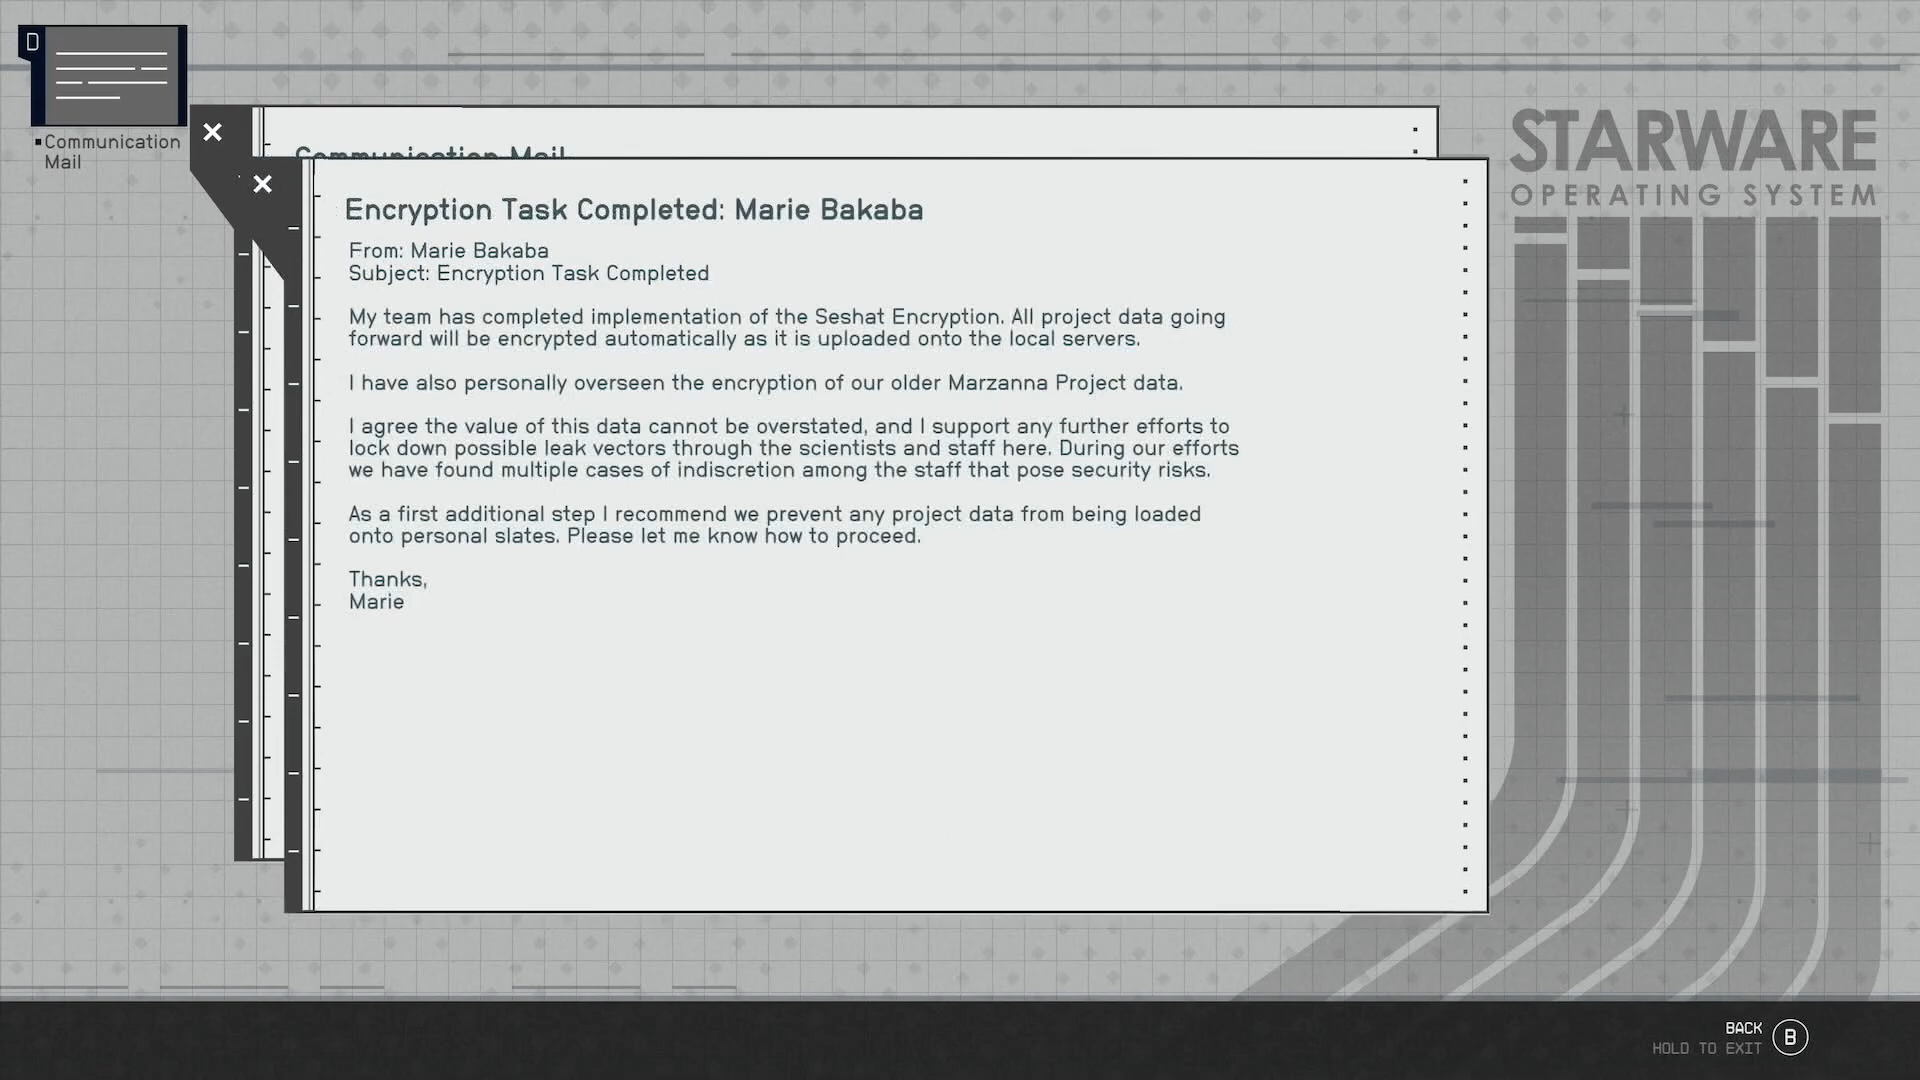 D
Communication
Mail
Communication Mail
STARWARE
OPERATING SYSTEM
Encryption Task Completed: Marie Bakaba
From: Marie Bakaba
Subject: Encryption Task Completed
My team has completed implementation of the Seshat Encryption. All project data going
forward will be encrypted automatically as it is uploaded onto the local servers.
I have also personally overseen the encryption of our older Marzanna Project data.
I agree the value of this data cannot be overstated, and I support any further efforts to
lock down possible leak vectors through the scientists and staff here. During our efforts
we have found multiple cases of indiscretion among the staff that pose security risks.
As a first additional step I recommend we prevent any project data from being loaded
onto personal slates. Please let me know how to proceed.
Thanks,
Marie
BACK
HOLD TO EXIT
B